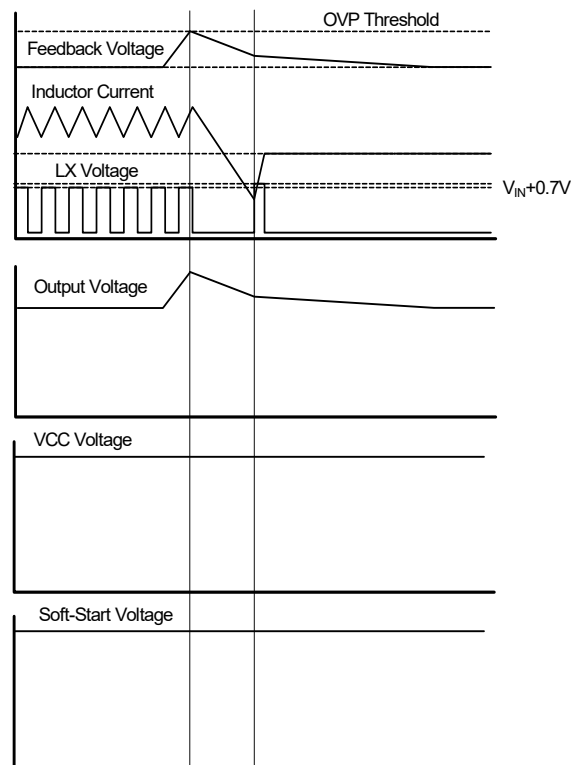 OVP Threshold
Feedback Voltage
Inductor Current
LX Voltage
VIN+0.7V
Output Voltage
VCC Voltage
Soft-Start Voltage